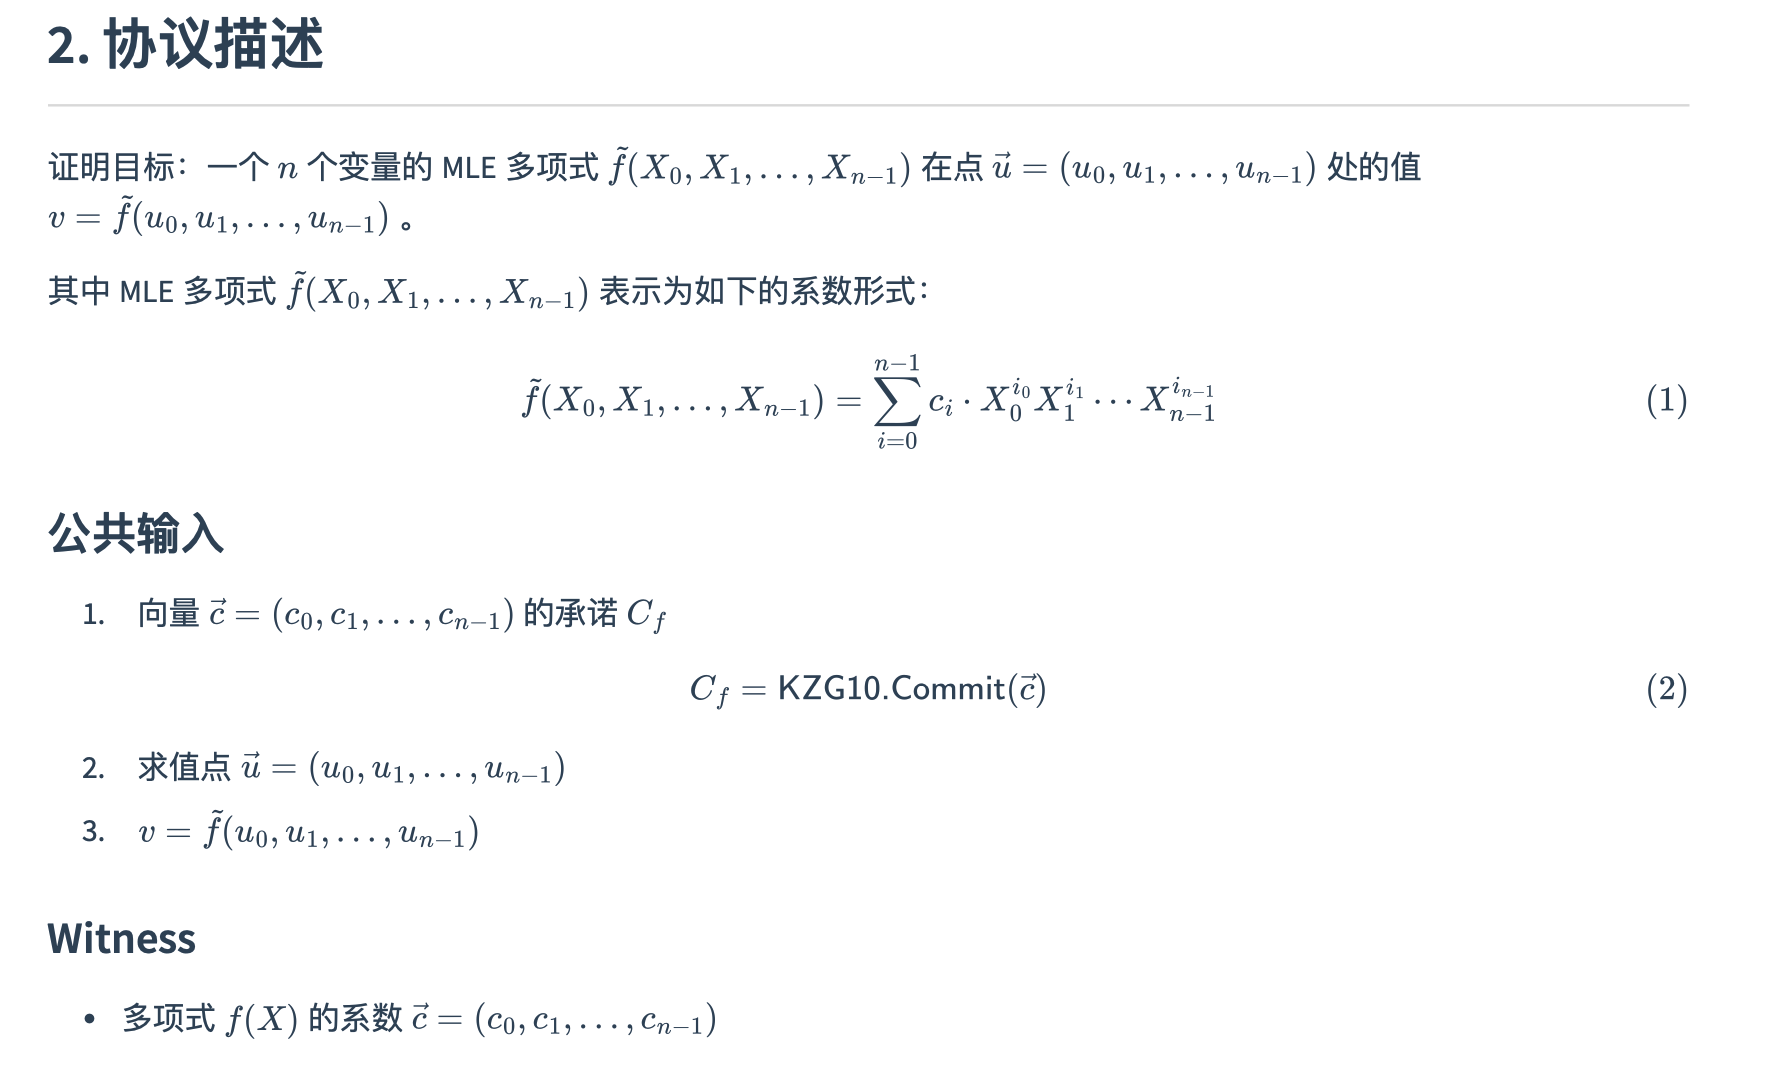 2. 协议描述
证明目标：一个 $n$ 个变量的 MLE 多项式 $\tilde{f}(X_0, X_1, \ldots, X_{n-1})$ 在点 $\vec{u} = (u_0, u_1, \ldots, u_{n-1})$ 处的值
$v = \tilde{f}(u_0, u_1, \ldots, u_{n-1})$ 。
其中 MLE 多项式 $\tilde{f}(X_0, X_1, \ldots, X_{n-1})$ 表示为如下的系数形式：
$\tilde{f}(X_0, X_1, \ldots, X_{n-1}) = \sum_{i=0}^{n-1} c_i \cdot X_0^{i_0} X_1^{i_1} \cdots X_{n-1}^{i_{n-1}}$ (1)
公共输入
1. 向量 $\vec{c} = (c_0, c_1, \ldots, c_{n-1})$ 的承诺 $C_f$
$C_f = \mathsf{KZG10.Commit}(\vec{c})$ (2)
2. 求值点 $\vec{u} = (u_0, u_1, \ldots, u_{n-1})$
3. $v = \tilde{f}(u_0, u_1, \ldots, u_{n-1})$
Witness
• 多项式 $f(X)$ 的系数 $\vec{c} = (c_0, c_1, \ldots, c_{n-1})$